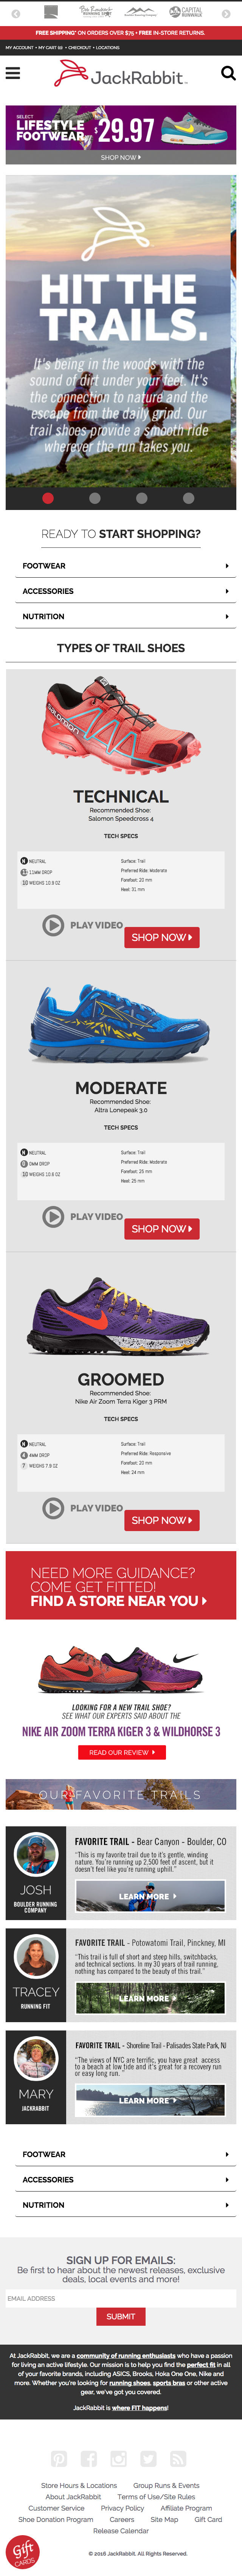 CAPITAL
RUNWALK
FREE SHIPPING* ON ORDERS OVER $75 + FREE IN-STORE RETURNS.
MY ACCOUNT • MY CART • CHECKOUT • LOCATIONS
JackRabbit
SELECT
LIFESTYLE
FOOTWEAR
$29.97
SHOP NOW
HIT THE
TRAILS.
It's being in the woods with the
sound of dirt under your feet. It's
the connection to nature and the
escape from the daily grind. Our
trail shoes provide a smooth ride
wherever the run takes you.
READY TO START SHOPPING?
FOOTWEAR
ACCESSORIES
NUTRITION
TYPES OF TRAIL SHOES
TECHNICAL
Recommended Shoe:
Salomon Speedcross 4
TECH SPECS
N NEUTRAL
11 11MM DROP
10 WEIGHS 10.9 OZ
Surface: Trail
Preferred Ride: Moderate
Forefoot: 20 mm
Heel: 31 mm
PLAY VIDEO
SHOP NOW
MODERATE
Recommended Shoe:
Altra Lonepeak 3.0
TECH SPECS
N NEUTRAL
0 0MM DROP
10 WEIGHS 10.6 OZ
Surface: Trail
Preferred Ride: Moderate
Forefoot: 25 mm
Heel: 25 mm
PLAY VIDEO
SHOP NOW
GROOMED
Recommended Shoe:
Nike Air Zoom Terra Kiger 3 PRM
TECH SPECS
N NEUTRAL
4 4MM DROP
7 WEIGHS 7.9 OZ
Surface: Trail
Preferred Ride: Responsive
Forefoot: 20 mm
Heel: 24 mm
PLAY VIDEO
SHOP NOW
NEED MORE GUIDANCE?
COME GET FITTED!
FIND A STORE NEAR YOU
LOOKING FOR A NEW TRAIL SHOE?
SEE WHAT OUR EXPERTS SAID ABOUT THE
NIKE AIR ZOOM TERRA KIGER 3 & WILDHORSE 3
READ OUR REVIEW
OUR FAVORITE TRAILS
JOSH
BOULDER RUNNING
COMPANY
FAVORITE TRAIL - Bear Canyon - Boulder, CO
"This is my favorite trail due to it's gentle, winding
nature. You're running up 2,500 feet of ascent, but it
doesn't feel like you're running uphill."
LEARN MORE
TRACEY
RUNNING FIT
FAVORITE TRAIL - Potowatomi Trail, Pinckney, MI
"This trail is full of short and steep hills, switchbacks,
and technical sections. In my 30 years of trail running,
nothing has compared to the beauty of this trail."
LEARN MORE
MARY
JACKRABBIT
FAVORITE TRAIL - Shoreline Trail - Palisades State Park, NJ
"The views of NYC are terrific, you have great access
to a beach at low tide and it's great for a recovery run
or easy long run. "
LEARN MORE
FOOTWEAR
ACCESSORIES
NUTRITION
SIGN UP FOR EMAILS:
Be first to hear about the newest releases, exclusive
deals, local events and more!
EMAIL ADDRESS
SUBMIT
At JackRabbit, we are a community of running enthusiasts who have a passion
for living an active lifestyle. Our mission is to help you find the perfect fit in all
of your favorite brands, including ASICS, Brooks, Hoka One One, Nike and
more. Whether you're looking for running shoes, sports bras or other active
gear, we've got you covered.
JackRabbit is where FIT happens!
Store Hours & Locations Group Runs & Events
About JackRabbit Terms of Use/Site Rules
Customer Service Privacy Policy Affiliate Program
Shoe Donation Program Careers Site Map Gift Card
Release Calendar
Gift
CARDS
© 2016 JackRabbit. All Rights Reserved.